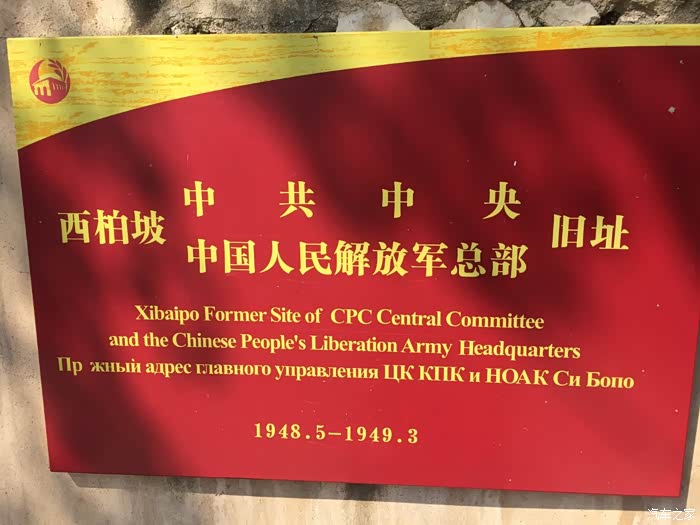 西柏坡 中共中央 中国人民解放军总部 旧址
Xibaipo Former Site of CPC Central Committee
and the Chinese People's Liberation Army Headquarters
Пр жный адрес главного управления ЦК КПК и НОАК Си Бопо
1948.5-1949.3
汽车之家